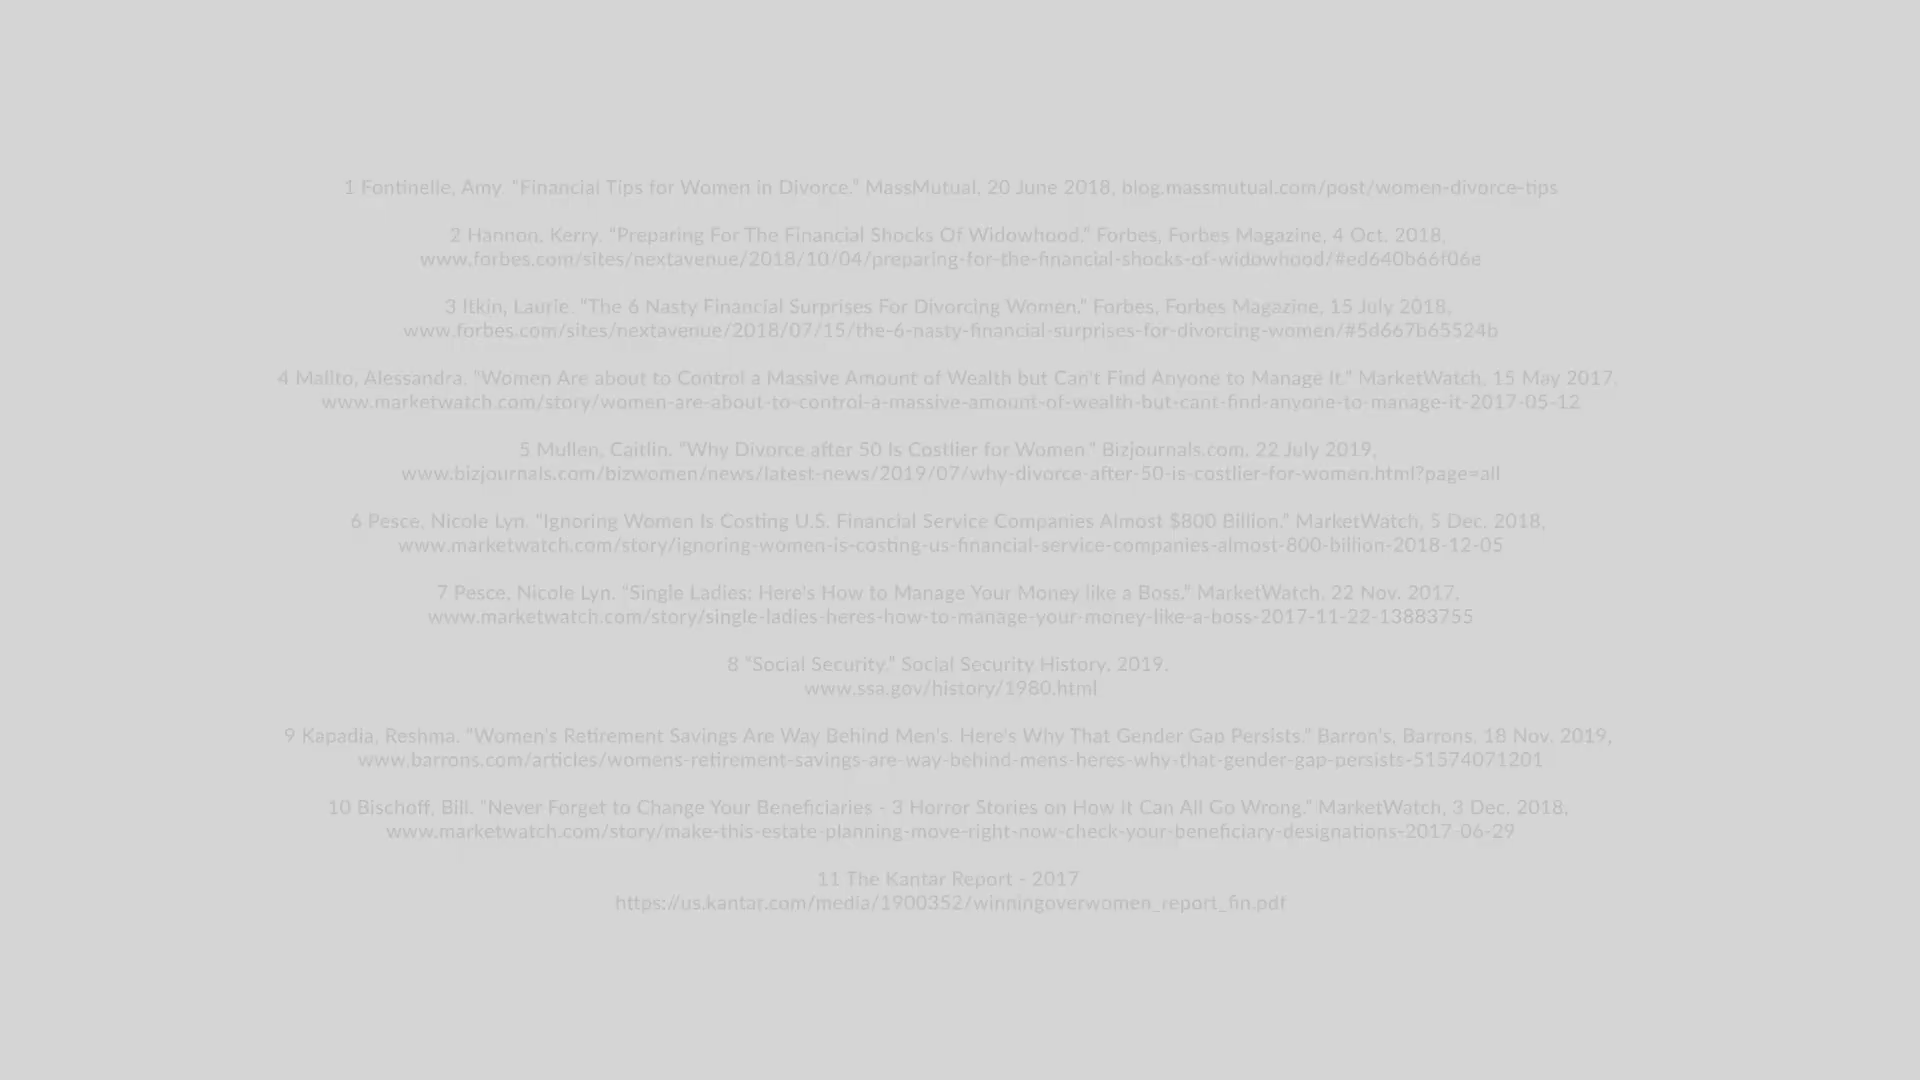 1 Fontinelle, Amy. “Financial Tips for Women in Divorce.” MassMutual, 20 June 2018, blog.massmutual.com/post/women-divorce-tips
2 Hannon, Kerry. “Preparing For The Financial Shocks Of Widowhood.” Forbes, Forbes Magazine, 4 Oct. 2018,
www.forbes.com/sites/nextavenue/2018/10/04/preparing-for-the-financial-shocks-of-widowhood/#ed640b66f06e
3 Itkin, Laurie. “The 6 Nasty Financial Surprises For Divorcing Women.” Forbes, Forbes Magazine, 15 July 2018,
www.forbes.com/sites/nextavenue/2018/07/15/the-6-nasty-financial-surprises-for-divorcing-women/#5d667b65524b
4 Malito, Alessandra. “Women Are about to Control a Massive Amount of Wealth but Can't Find Anyone to Manage It.” MarketWatch, 15 May 2017,
www.marketwatch.com/story/women-are-about-to-control-a-massive-amount-of-wealth-but-cant-find-anyone-to-manage-it-2017-05-12
5 Mullen, Caitlin. “Why Divorce after 50 Is Costlier for Women.” Bizjournals.com, 22 July 2019,
www.bizjournals.com/bizwomen/news/latest-news/2019/07/why-divorce-after-50-is-costlier-for-women.html?page=all
6 Pesce, Nicole Lyn. “Ignoring Women Is Costing U.S. Financial Service Companies Almost $800 Billion.” MarketWatch, 5 Dec. 2018,
www.marketwatch.com/story/ignoring-women-is-costing-us-financial-service-companies-almost-800-billion-2018-12-05
7 Pesce, Nicole Lyn. “Single Ladies: Here's How to Manage Your Money like a Boss.” MarketWatch, 22 Nov. 2017,
www.marketwatch.com/story/single-ladies-heres-how-to-manage-your-money-like-a-boss-2017-11-22-13883755
8 “Social Security.” Social Security History, 2019,
www.ssa.gov/history/1980.html
9 Kapadia, Reshma. “Women's Retirement Savings Are Way Behind Men's. Here's Why That Gender Gap Persists.” Barron's, Barrons, 18 Nov. 2019,
www.barrons.com/articles/womens-retirement-savings-are-way-behind-mens-heres-why-that-gender-gap-persists-51574071201
10 Bischoff, Bill. “Never Forget to Change Your Beneficiaries - 3 Horror Stories on How It Can All Go Wrong.” MarketWatch, 3 Dec. 2018,
www.marketwatch.com/story/make-this-estate-planning-move-right-now-check-your-beneficiary-designations-2017-06-29
11 The Kantar Report - 2017
https://us.kantar.com/media/1900352/winningoverwomen_report_fin.pdf